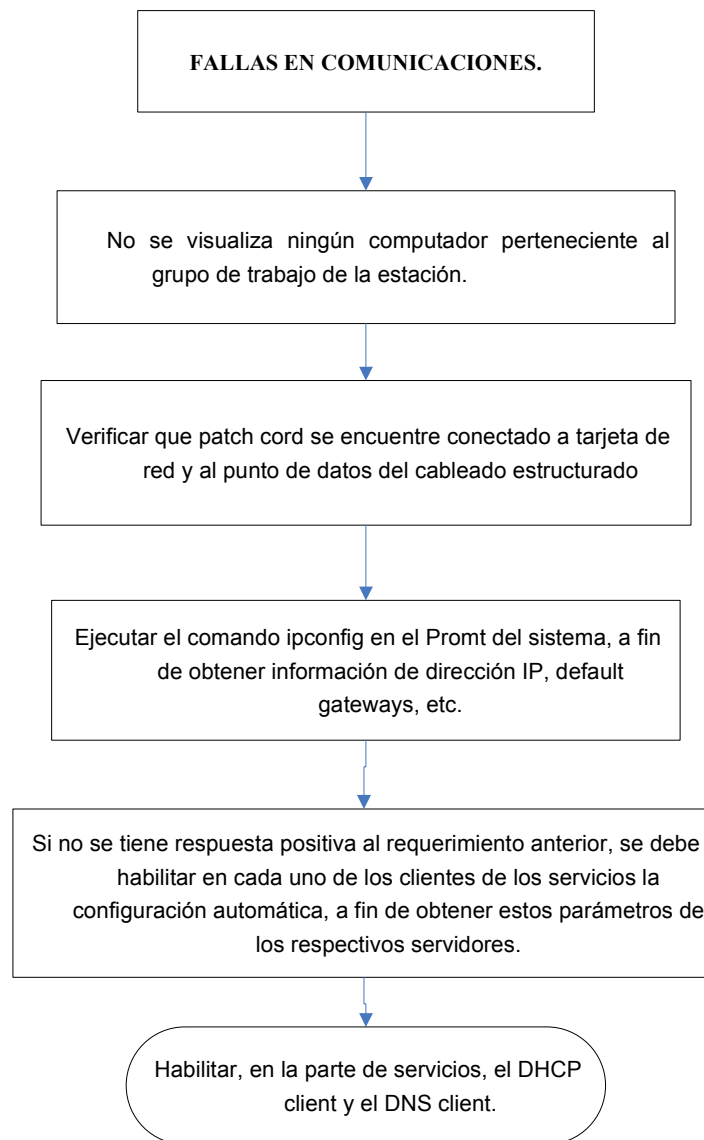 FALLAS EN COMUNICACIONES.
No se visualiza ningún computador perteneciente al
grupo de trabajo de la estación.
Verificar que patch cord se encuentre conectado a tarjeta de
red y al punto de datos del cableado estructurado
Ejecutar el comando ipconfig en el Promt del sistema, a fin
de obtener información de dirección IP, default
gateways, etc.
Si no se tiene respuesta positiva al requerimiento anterior, se debe
habilitar en cada uno de los clientes de los servicios la
configuración automática, a fin de obtener estos parámetros de
los respectivos servidores.
Habilitar, en la parte de servicios, el DHCP
client y el DNS client.